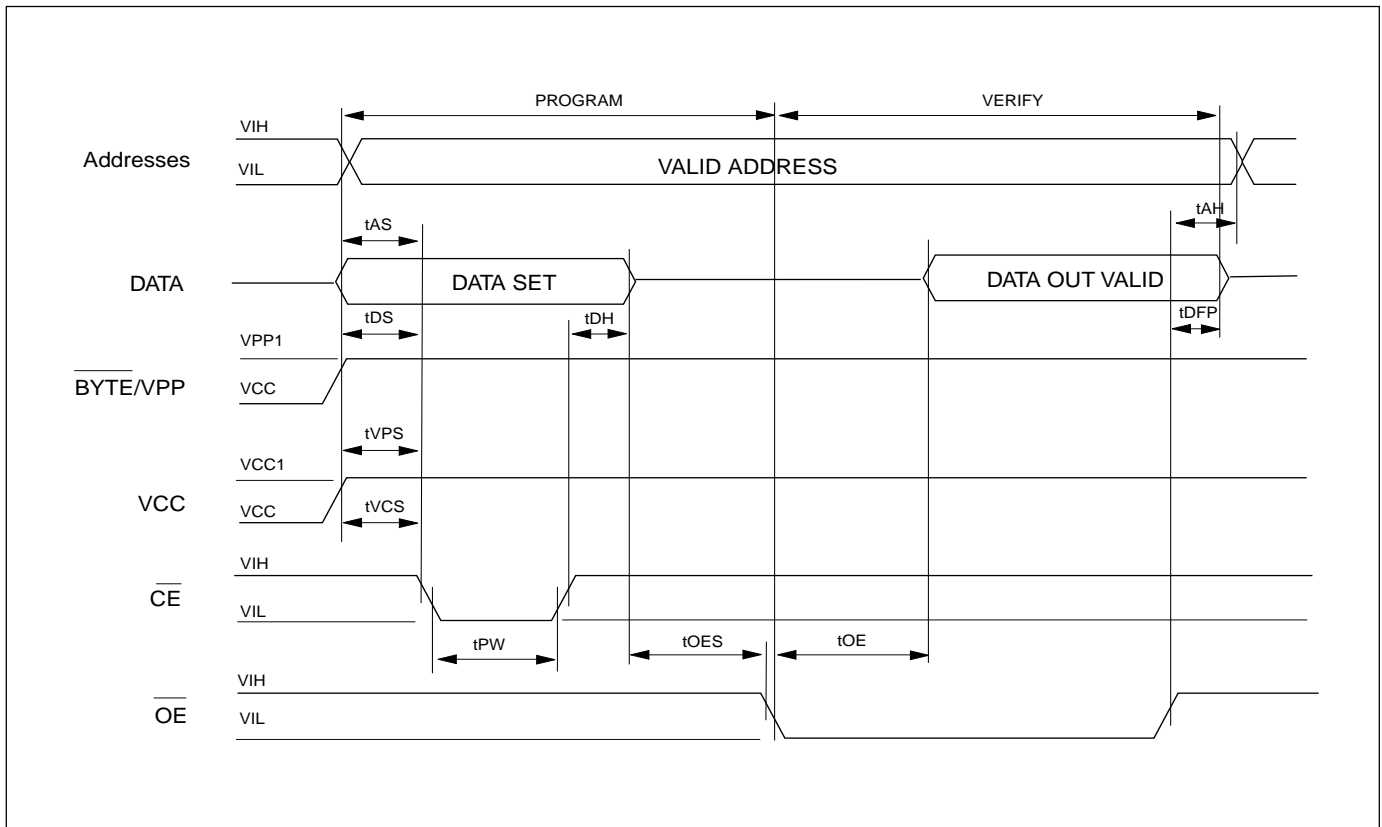 PROGRAM VERIFY
VIH
Addresses
VIL
VALID ADDRESS
tAS
tAH
DATA
DATA SET
DATA OUT VALID
tDS
tDH
tDFP
VPP1
BYTE/VPP
VCC
tVPS
VCC1
VCC
VCC
tVCS
VIH
CE
VIL
tPW
tOES
tOE
VIH
OE
VIL